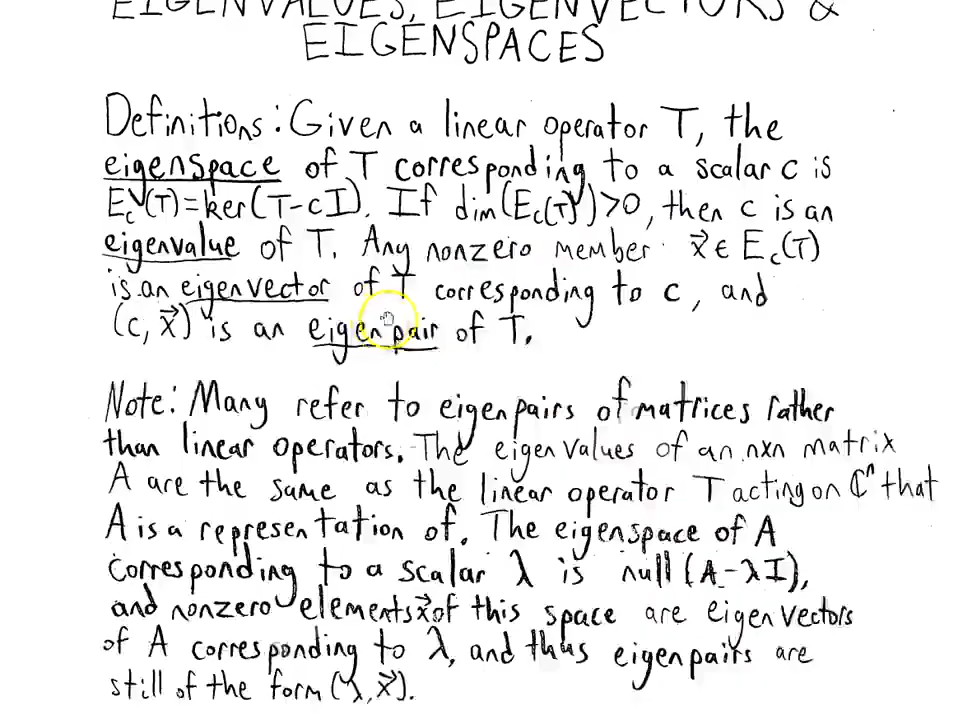 EIGENVALUES, EIGENVECTORS &
EIGENSPACES
Definitions: Given a linear operator T, the
eigenspace of T corresponding to a scalar c is
E_c(T)=ker(T-cI). If dim(E_c(T))>0, then c is an
eigenvalue of T. Any nonzero member x⃗ ∈ E_c(T)
is an eigenvector of T corresponding to c, and
(c, x⃗) is an eigenpair of T.
Note: Many refer to eigenpairs of matrices rather
than linear operators. The eigenvalues of an nxn matrix
A are the same as the linear operator T acting on ℂⁿ that
A is a representation of. The eigenspace of A
corresponding to a scalar λ is null(A-λI),
and nonzero elements x⃗ of this space are eigenvectors
of A corresponding to λ, and thus eigenpairs are
still of the form (λ, x⃗).